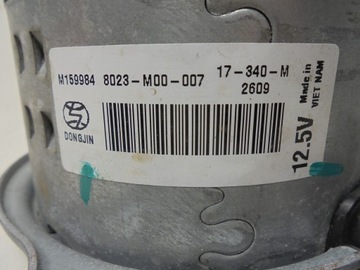 M159984 8023-M00-007 17-340-M
2609
DONGJIN
12.5V
Made in
VIET NAM